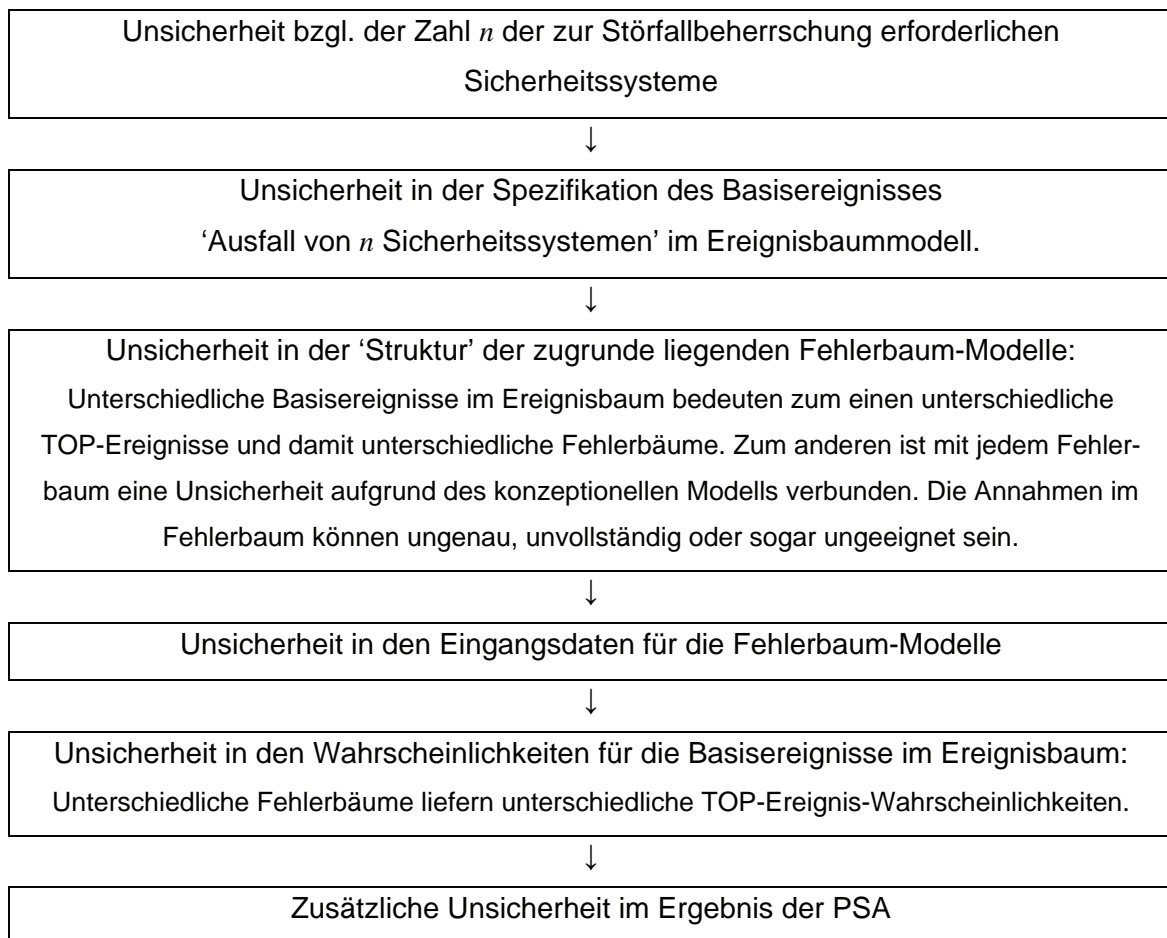 Unsicherheit bzgl. der Zahl n der zur Störfallbeherrschung erforderlichen
Sicherheitssysteme
↓
Unsicherheit in der Spezifikation des Basisereignisses
‘Ausfall von n Sicherheitssystemen’ im Ereignisbaummodell.
↓
Unsicherheit in der ‘Struktur’ der zugrunde liegenden Fehlerbaum-Modelle:
Unterschiedliche Basisereignisse im Ereignisbaum bedeuten zum einen unterschiedliche
TOP-Ereignisse und damit unterschiedliche Fehlerbäume. Zum anderen ist mit jedem Fehler-
baum eine Unsicherheit aufgrund des konzeptionellen Modells verbunden. Die Annahmen im
Fehlerbaum können ungenau, unvollständig oder sogar ungeeignet sein.
↓
Unsicherheit in den Eingangsdaten für die Fehlerbaum-Modelle
↓
Unsicherheit in den Wahrscheinlichkeiten für die Basisereignisse im Ereignisbaum:
Unterschiedliche Fehlerbäume liefern unterschiedliche TOP-Ereignis-Wahrscheinlichkeiten.
↓
Zusätzliche Unsicherheit im Ergebnis der PSA